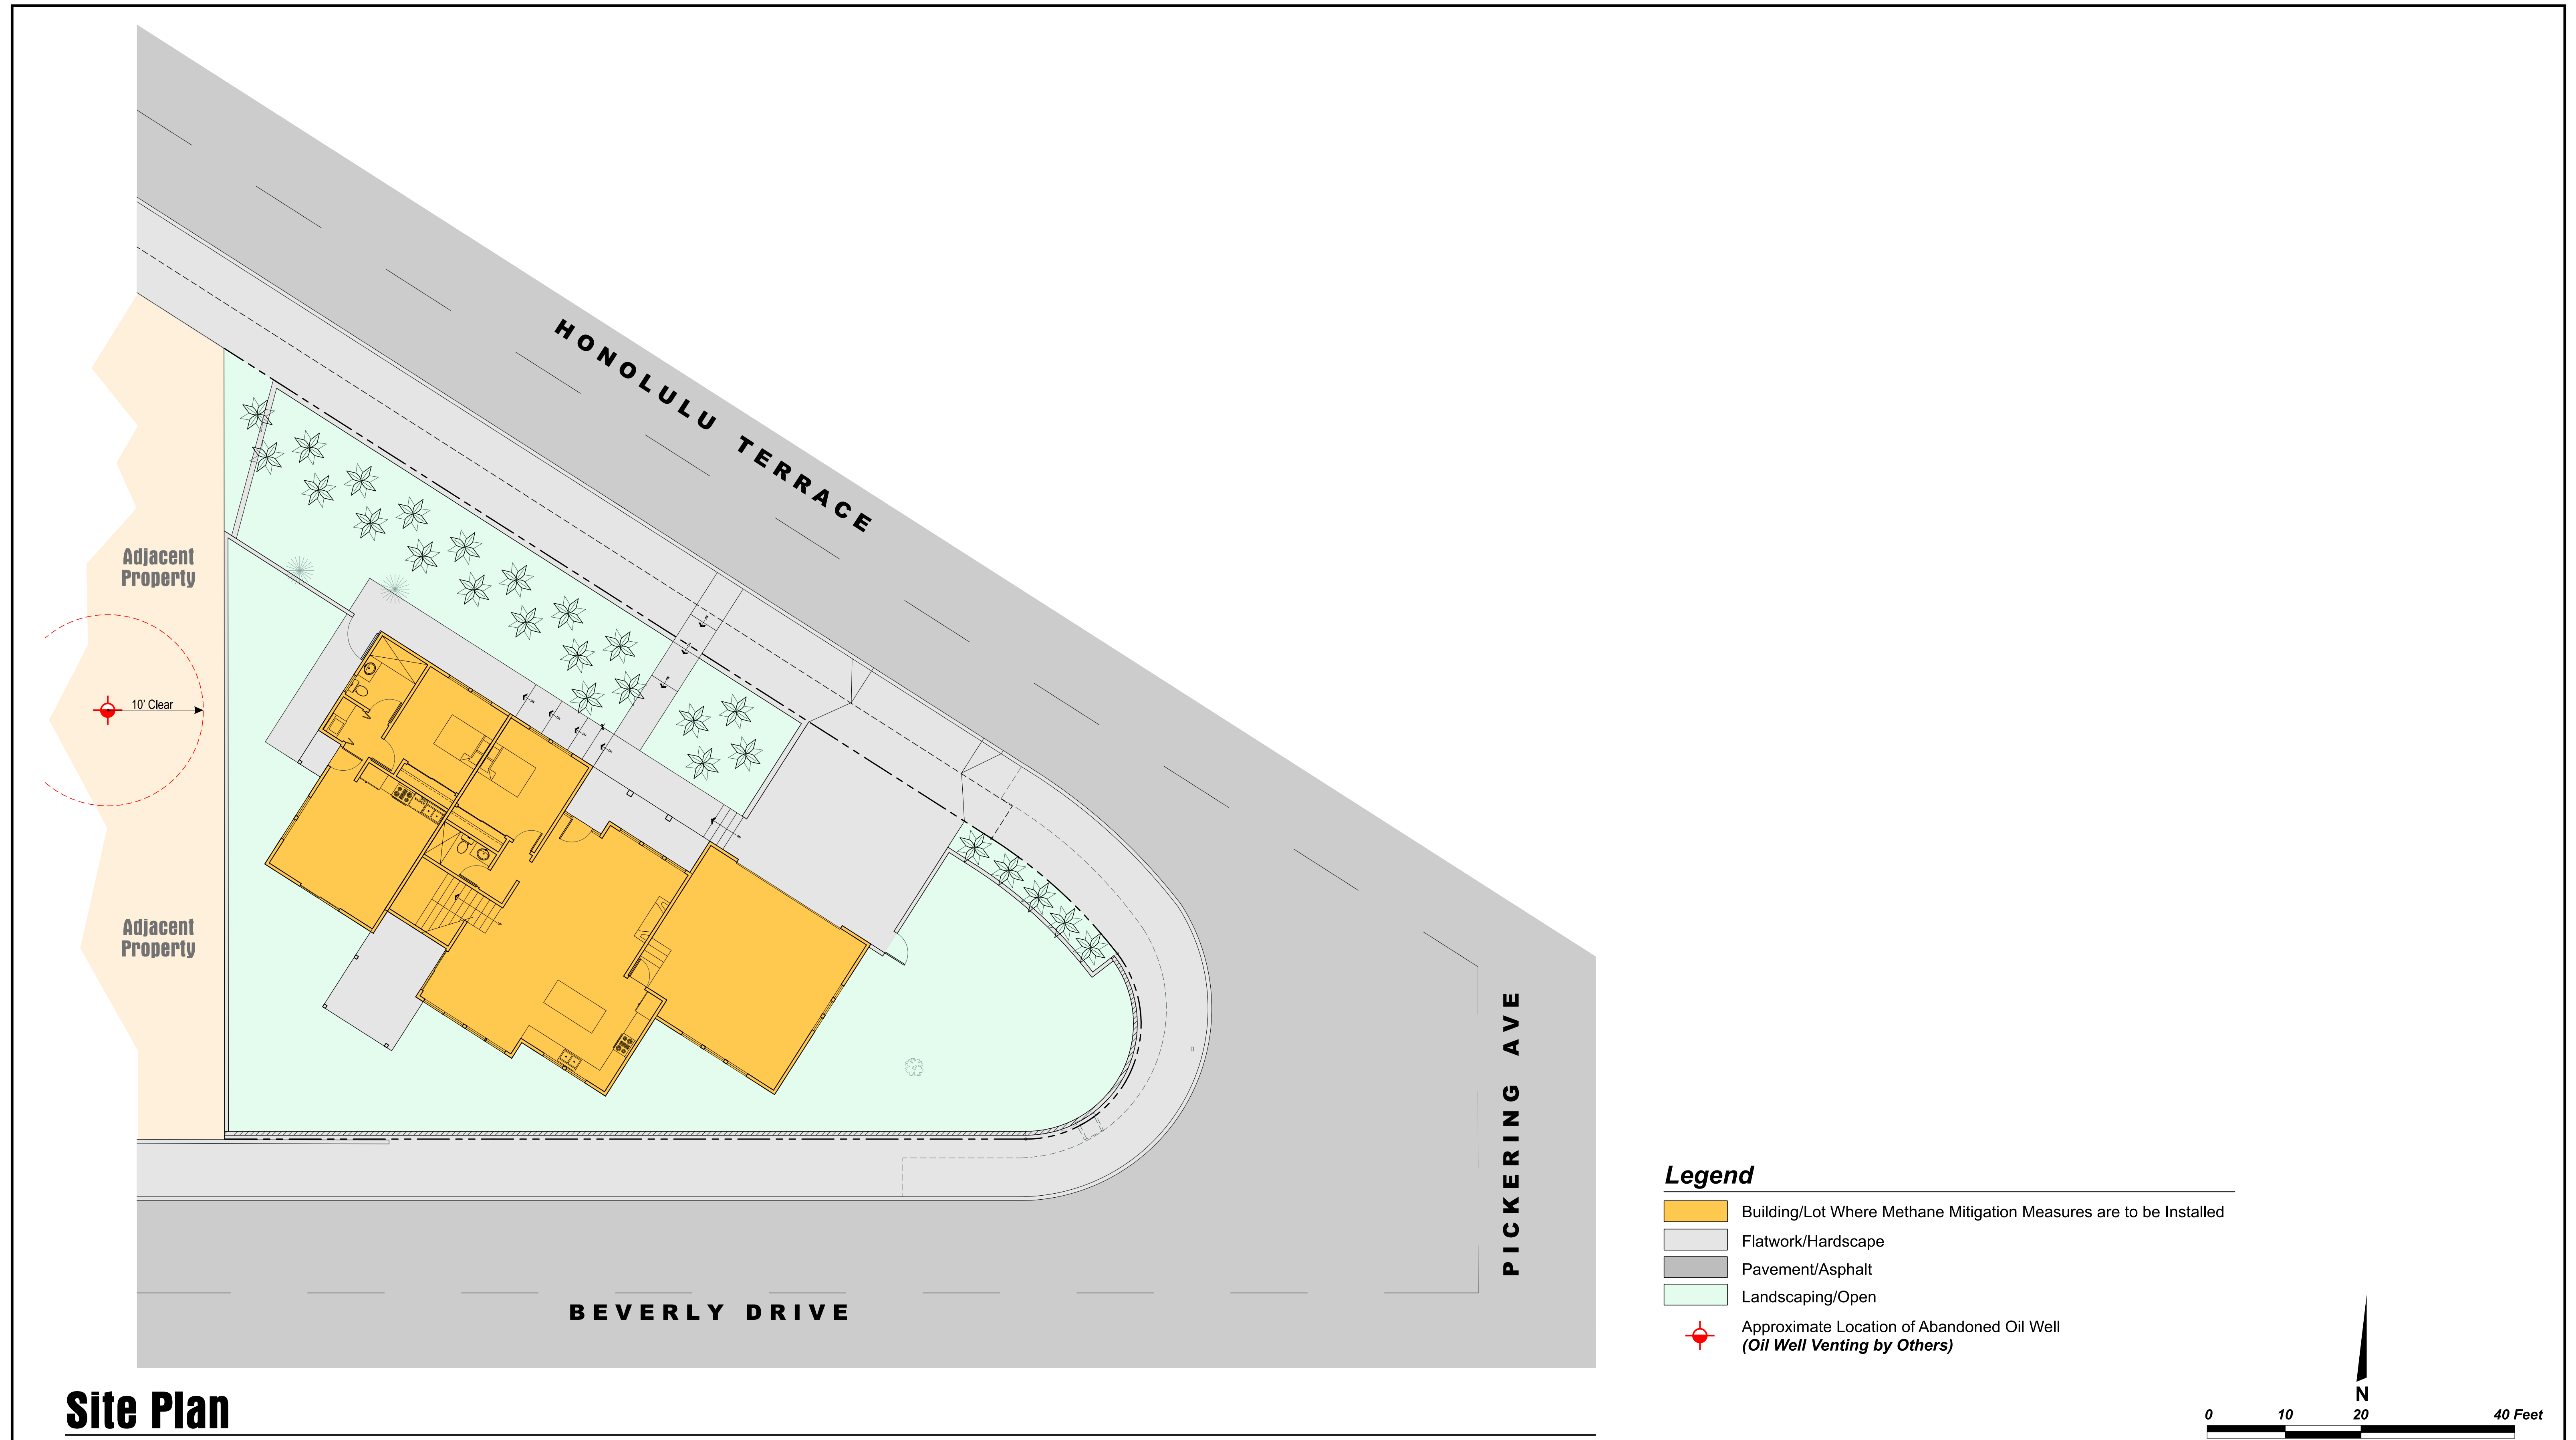 HONOLULU TERRACE
Adjacent
Property
10' Clear
Adjacent
Property
PICKERING AVE
BEVERLY DRIVE
Legend
Building/Lot Where Methane Mitigation Measures are to be Installed
Flatwork/Hardscape
Pavement/Asphalt
Landscaping/Open
Approximate Location of Abandoned Oil Well
(Oil Well Venting by Others)
N
0 10 20 40 Feet
Site Plan